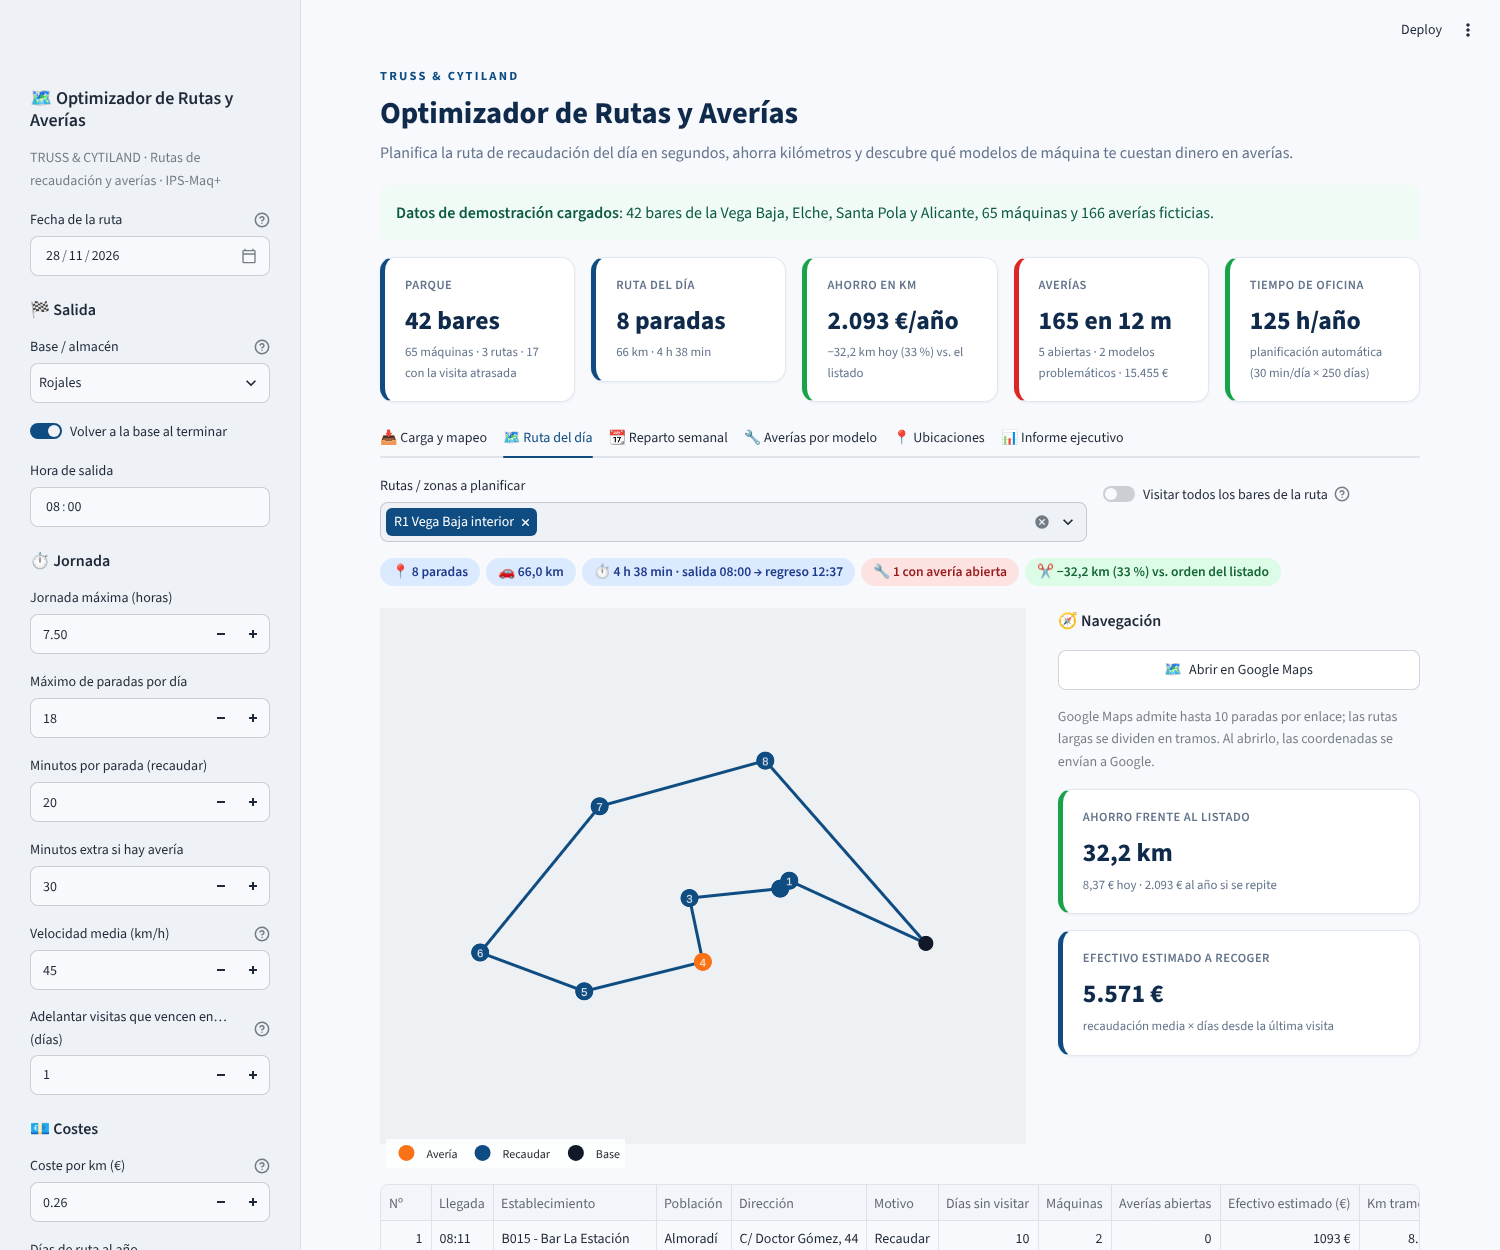 Deploy
🗺️ Optimizador de Rutas y
Averías
TRUSS & CYTILAND · Rutas de
recaudación y averías · IPS-Maq+
Fecha de la ruta
28 / 11 / 2026
🏁 Salida
Base / almacén
Rojales
Volver a la base al terminar
Hora de salida
08 : 00
⏱️ Jornada
Jornada máxima (horas)
7.50
Máximo de paradas por día
18
Minutos por parada (recaudar)
20
Minutos extra si hay avería
30
Velocidad media (km/h)
45
Adelantar visitas que vencen en…
(días)
1
💶 Costes
Coste por km (€)
0.26
Días de ruta al año
TRUSS & CYTILAND
Optimizador de Rutas y Averías
Planifica la ruta de recaudación del día en segundos, ahorra kilómetros y descubre qué modelos de máquina te cuestan dinero en averías.
Datos de demostración cargados: 42 bares de la Vega Baja, Elche, Santa Pola y Alicante, 65 máquinas y 166 averías ficticias.
PARQUE
42 bares
65 máquinas · 3 rutas · 17
con la visita atrasada
RUTA DEL DÍA
8 paradas
66 km · 4 h 38 min
AHORRO EN KM
2.093 €/año
−32,2 km hoy (33 %) vs. el
listado
AVERÍAS
165 en 12 m
5 abiertas · 2 modelos
problemáticos · 15.455 €
TIEMPO DE OFICINA
125 h/año
planificación automática
(30 min/día × 250 días)
📥 Carga y mapeo 🗺️ Ruta del día 📆 Reparto semanal 🔧 Averías por modelo 📍 Ubicaciones 📊 Informe ejecutivo
Rutas / zonas a planificar
R1 Vega Baja interior
Visitar todos los bares de la ruta
📍 8 paradas 🚗 66,0 km ⏱️ 4 h 38 min · salida 08:00 → regreso 12:37 🔧 1 con avería abierta ✂️ −32,2 km (33 %) vs. orden del listado
8
7
1
3
6
4
5
Avería Recaudar Base
🧭 Navegación
🗺️ Abrir en Google Maps
Google Maps admite hasta 10 paradas por enlace; las rutas
largas se dividen en tramos. Al abrirlo, las coordenadas se
envían a Google.
AHORRO FRENTE AL LISTADO
32,2 km
8,37 € hoy · 2.093 € al año si se repite
EFECTIVO ESTIMADO A RECOGER
5.571 €
recaudación media × días desde la última visita
Nº Llegada Establecimiento Población Dirección Motivo Días sin visitar Máquinas Averías abiertas Efectivo estimado (€) Km tram
1 08:11 B015 - Bar La Estación Almoradí C/ Doctor Gómez, 44 Recaudar 10 2 0 1093 € 8.